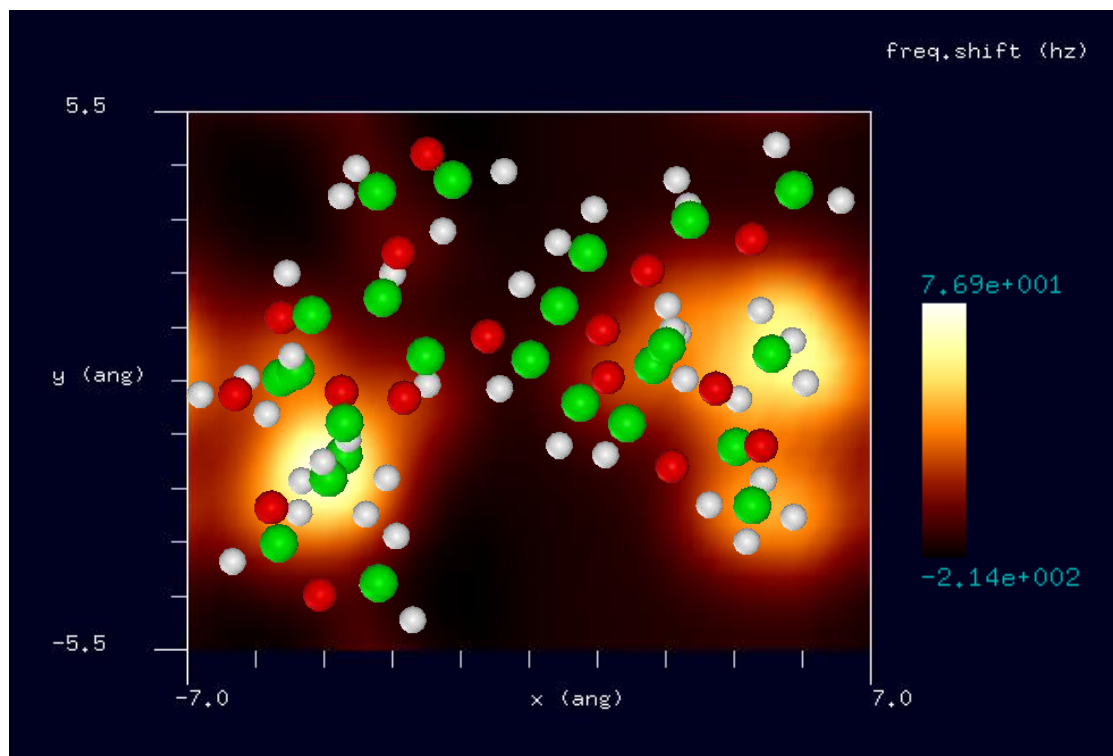 freq.shift (hz)
5.5
7.69e+001
y (ang)
-2.14e+002
-5.5
-7.0
x (ang)
7.0